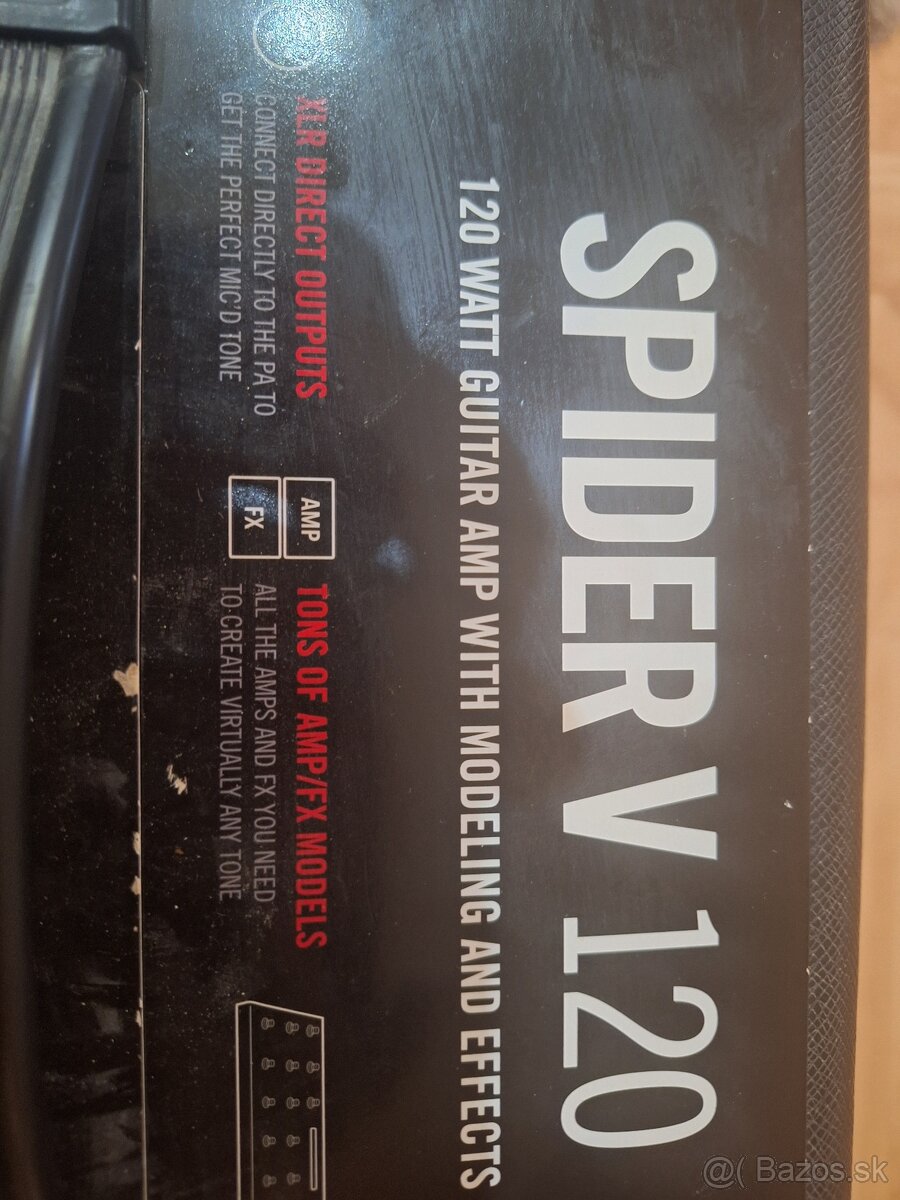 SPIDER V 120
120 WATT GUITAR AMP WITH MODELING AND EFFECTS
XLR DIRECT OUTPUTS
CONNECT DIRECTLY TO THE PA TO
GET THE PERFECT MIC'D TONE
AMP
FX
TONS OF AMP/FX MODELS
ALL THE AMPS AND FX YOU NEED
TO CREATE VIRTUALLY ANY TONE
@( Bazos.sk